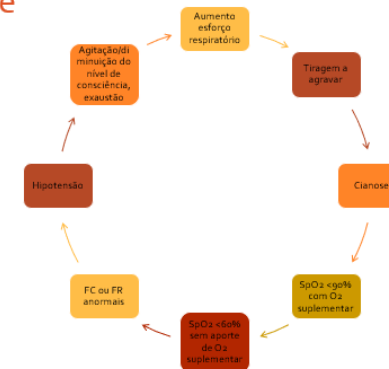 e
Aumento
esforço
respiratório
Tiragem a
agravar
Cianose
SpO2 <90%
com O2
suplementar
SpO2 <60%
sem aporte
de O2
suplementar
FC ou FR
anormais
Hipotensão
Agitação/di
minuição do
nível de
consciência,
exaustão